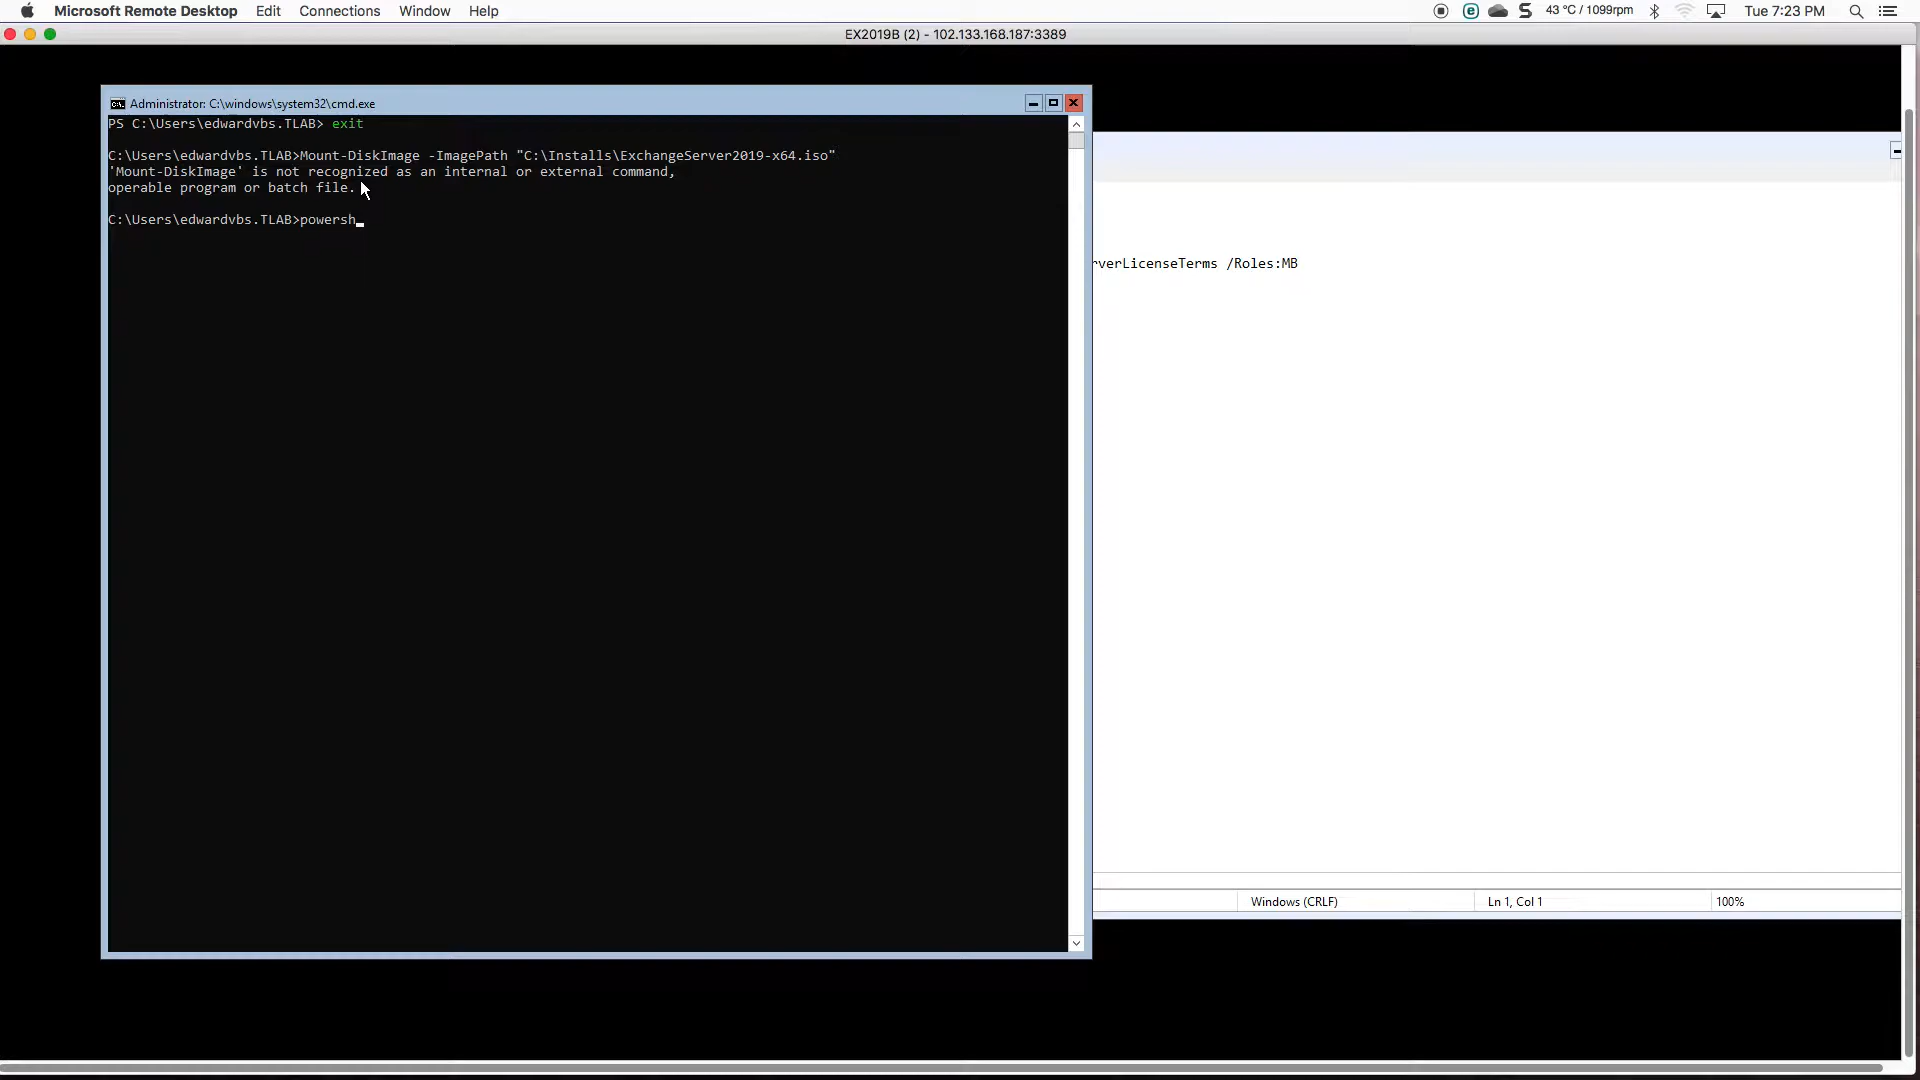 Microsoft Remote Desktop Edit Connections Window Help
43 °C / 1099rpm Tue 7:23 PM
EX2019B (2) - 102.133.168.187:3389
Administrator: C:\windows\system32\cmd.exe
PS C:\Users\edwardvbs.TLAB> exit
C:\Users\edwardvbs.TLAB>Mount-DiskImage -ImagePath "C:\Installs\ExchangeServer2019-x64.iso"
'Mount-DiskImage' is not recognized as an internal or external command,
operable program or batch file.
C:\Users\edwardvbs.TLAB>powersh
rverLicenseTerms /Roles:MB
Windows (CRLF) Ln 1, Col 1 100%